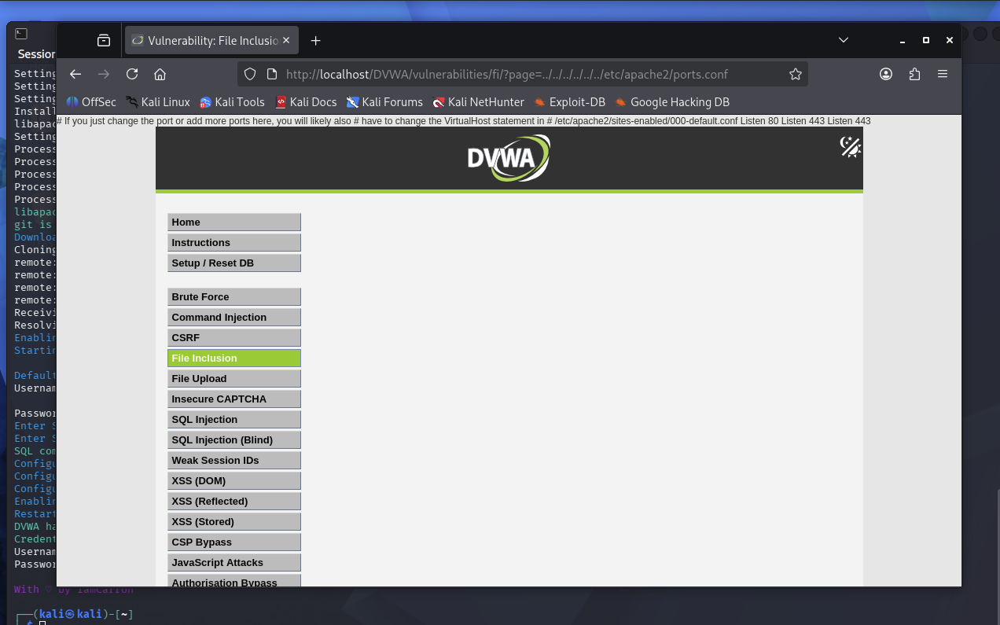 Session
Vulnerability: File Inclusio
http://localhost/DVWA/vulnerabilities/fi/?page=../../../../../../etc/apache2/ports.conf
OffSec Kali Linux Kali Tools Kali Docs Kali Forums Kali NetHunter Exploit-DB Google Hacking DB
# If you just change the port or add more ports here, you will likely also # have to change the VirtualHost statement in # /etc/apache2/sites-enabled/000-default.conf Listen 80 Listen 443 Listen 443
DVWA
Home
Instructions
Setup / Reset DB
Brute Force
Command Injection
CSRF
File Inclusion
File Upload
Insecure CAPTCHA
SQL Injection
SQL Injection (Blind)
Weak Session IDs
XSS (DOM)
XSS (Reflected)
XSS (Stored)
CSP Bypass
JavaScript Attacks
Authorisation Bypass
Setting
Setting
Setting
Install
libapac
Setting
Process
Process
Process
Process
Process
libapac
git is
Downloa
Cloning
remote:
remote:
remote:
remote:
Receivi
Resolvi
Enablin
Startin
Default
Usernam
Passwor
Enter S
Enter S
SQL com
Configu
Configu
Configu
Enablin
Restart
DVWA ha
Credent
Usernam
Passwor
With ♡ by IamCarron
┌──(kali㉿kali)-[~]
└─$